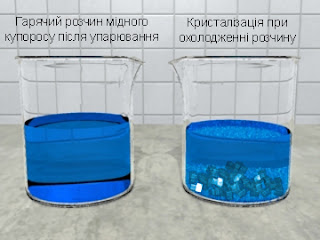 Гарячий розчин мідного
купоросу після упарювання
Кристалізація при
охолодженні розчину